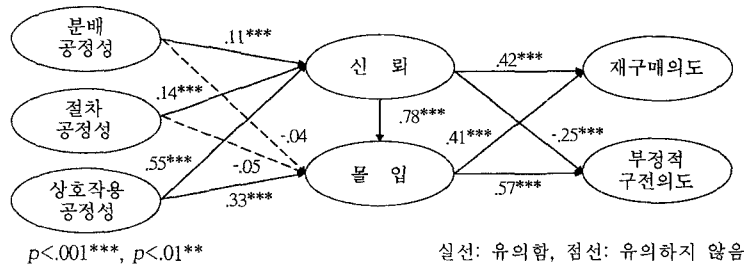 분배
공정성
절차
공정성
상호작용
공정성
신 뢰
몰 입
재구매의도
부정적
구전의도
.11***
.14***
.55***
-.04
-.05
.33***
.78***
.42***
.41***
-.25***
.57***
p<.001***, p<.01**
실선: 유의함, 점선: 유의하지 않음